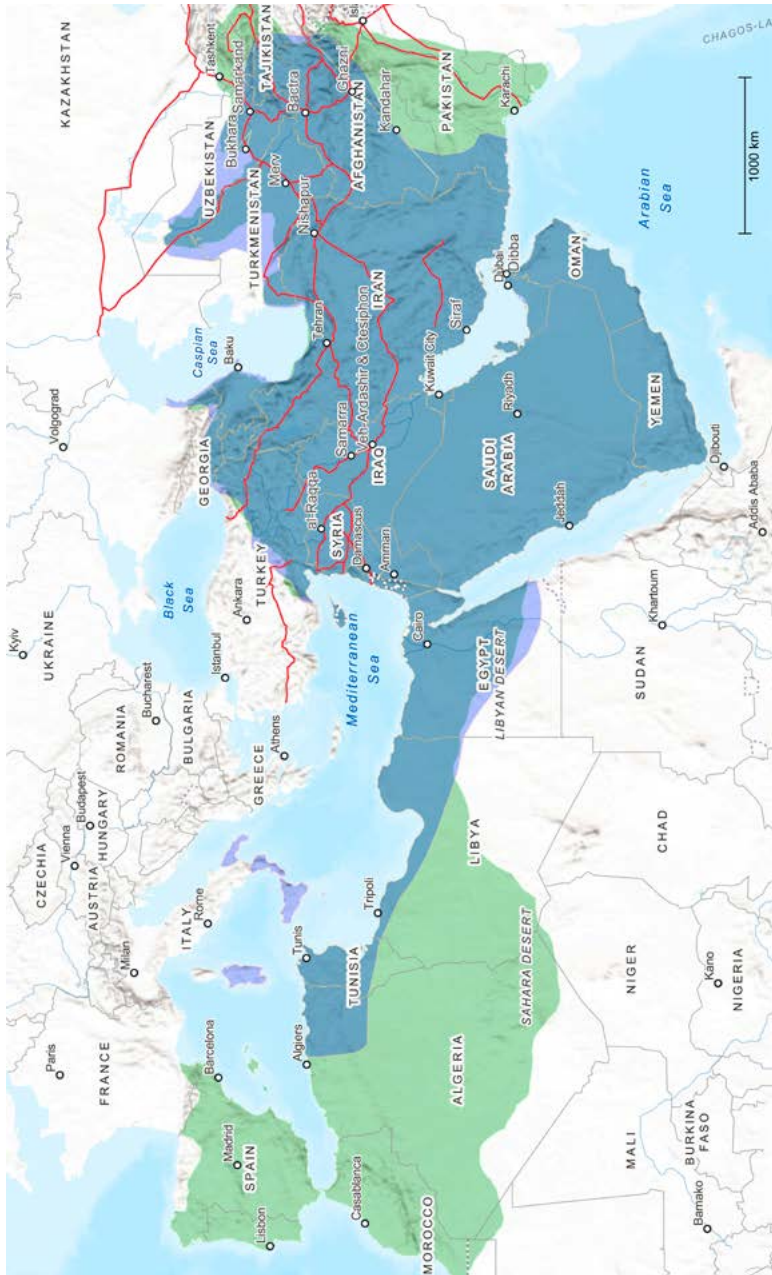 KAZAKHSTAN
Kyiv
UKRAINE
Volgograd
CZECHIA
Vienna
Budapest
AUSTRIA
HUNGARY
ROMANIA
Bucharest
BULGARIA
Paris
FRANCE
Milan
ITALY
Rome
Barcelona
Madrid
SPAIN
Lisbon
Black
Sea
Istanbul
Ankara
TURKEY
GREECE
Athens
GEORGIA
Caspian
Sea
Baku
Tashkent
UZBEKISTAN
Bukhara
Samarkand
TAJIKISTAN
TURKMENISTAN
Merv
Bactra
Nishapur
Ghazni
AFGHANISTAN
Kandahar
PAKISTAN
Karachi
Tehran
IRAN
Veh-Ardashir & Ctesiphon
Samarra
IRAQ
al-Raqqa
SYRIA
Damascus
Amman
Mediterranean
Sea
Kuwait City
Siraf
Dubai
Dibba
OMAN
Arabian
Sea
Riyadh
SAUDI
ARABIA
Jeddah
YEMEN
Djibouti
Addis Ababa
Cairo
EGYPT
LIBYAN DESERT
Khartoum
SUDAN
LIBYA
Tripoli
TUNISIA
Tunis
Algiers
ALGERIA
SAHARA DESERT
Casablanca
MOROCCO
CHAD
NIGER
Kano
NIGERIA
MALI
BURKINA
FASO
Bamako
1000 km